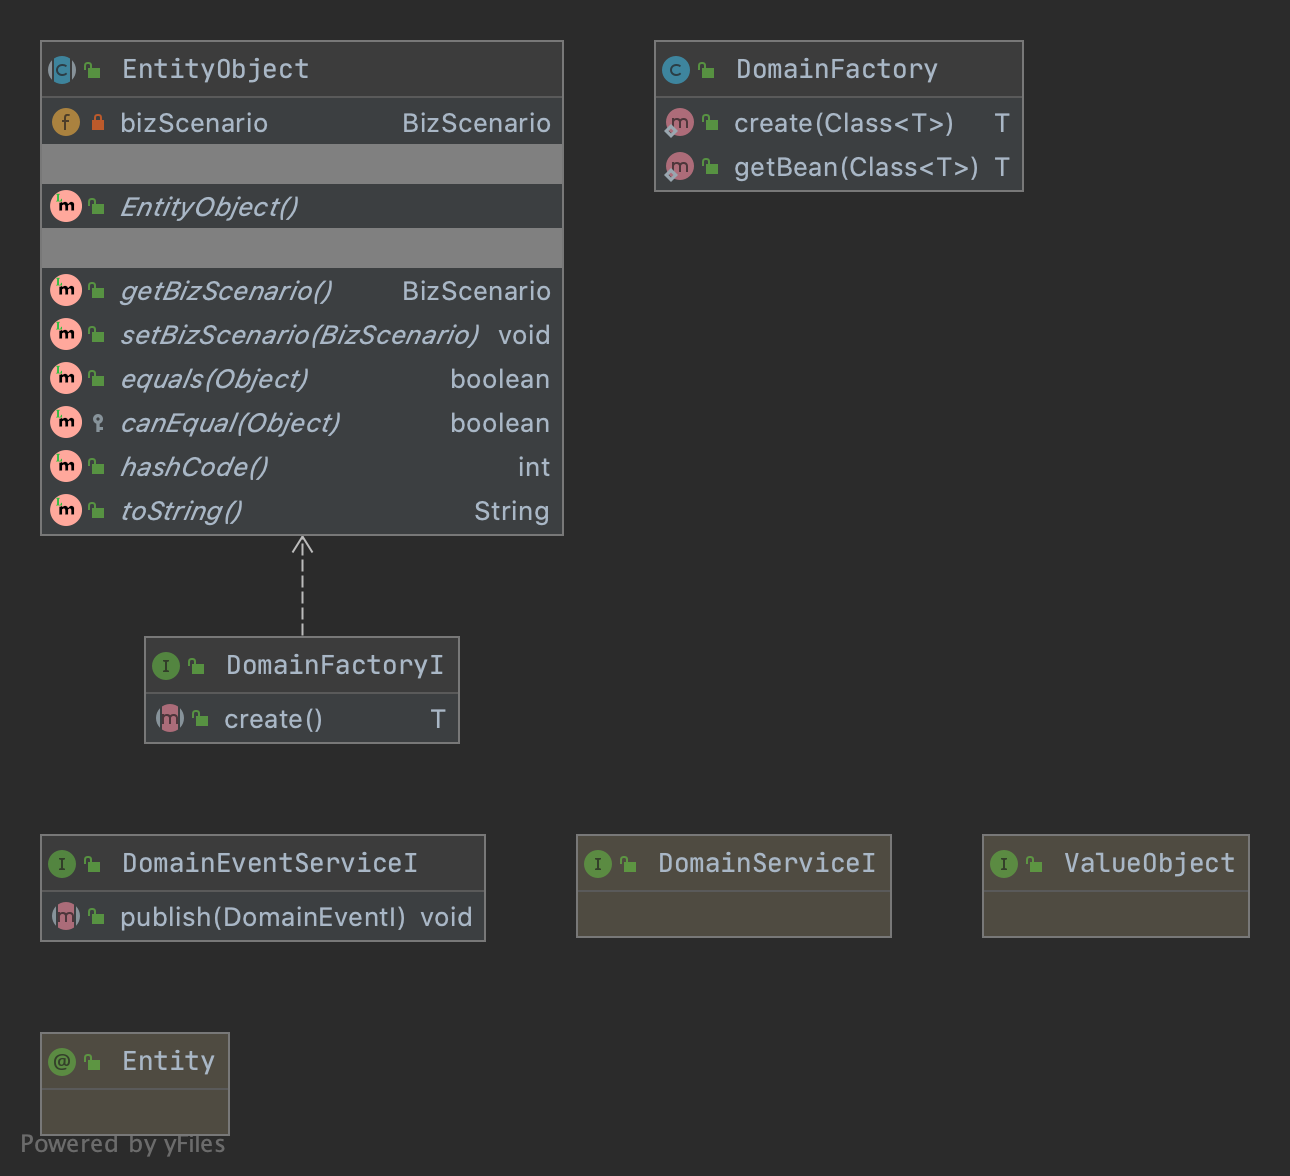 EntityObject
bizScenario BizScenario
EntityObject()
getBizScenario() BizScenario
setBizScenario(BizScenario) void
equals(Object) boolean
canEqual(Object) boolean
hashCode() int
toString() String
DomainFactory
create(Class<T>) T
getBean(Class<T>) T
DomainFactoryI
create() T
DomainEventServiceI
publish(DomainEventI) void
DomainServiceI
ValueObject
Entity
Powered by yFiles